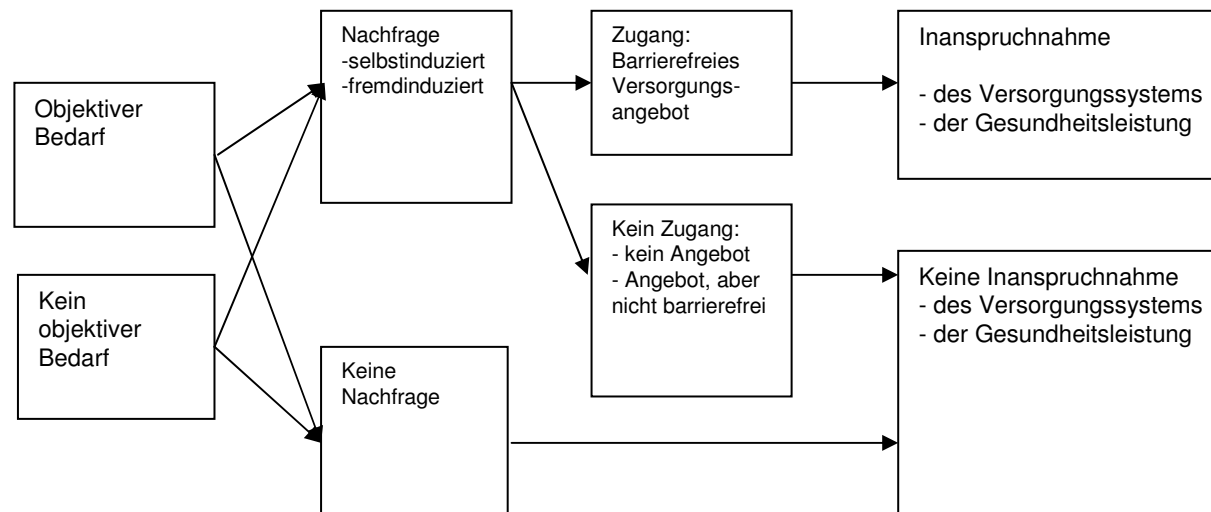 Objektiver
Bedarf
Kein
objektiver
Bedarf
Nachfrage
-selbstinduziert
-fremdinduziert
Keine
Nachfrage
Zugang:
Barrierefreies
Versorgungs-
angebot
Kein Zugang:
- kein Angebot
- Angebot, aber
nicht barrierefrei
Inanspruchnahme
- des Versorgungssystems
- der Gesundheitsleistung
Keine Inanspruchnahme
- des Versorgungssystems
- der Gesundheitsleistung